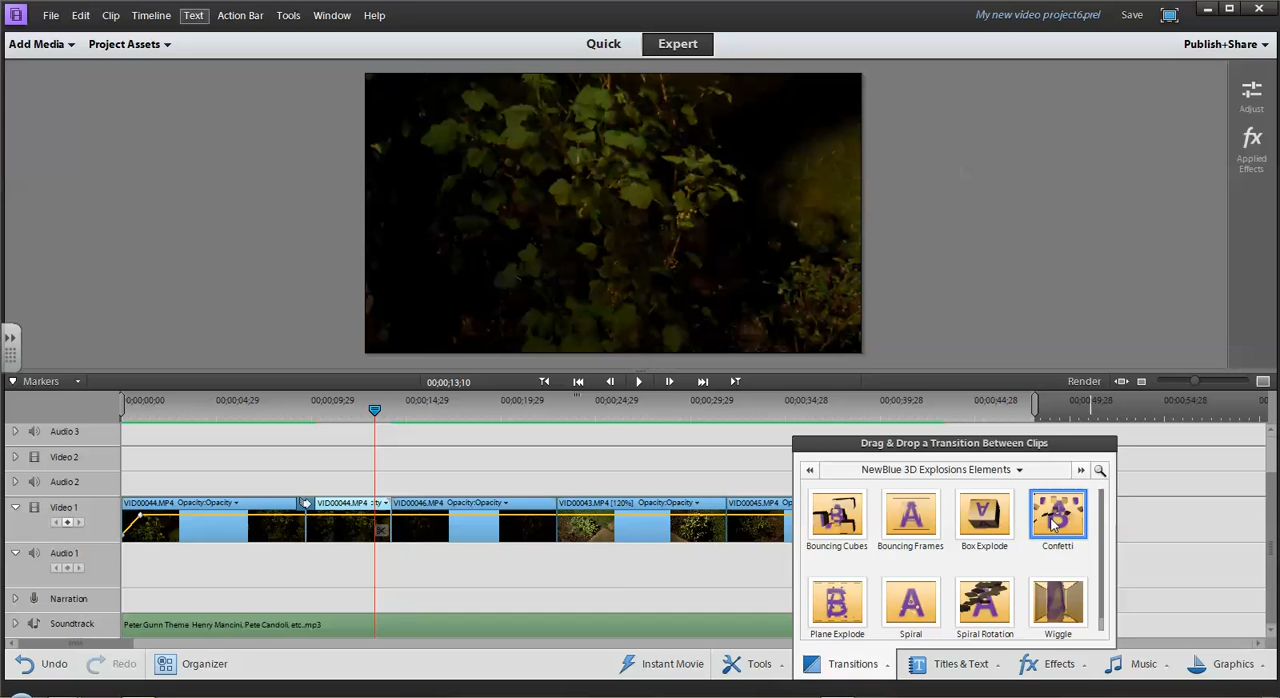 File Edit Clip Timeline Text Action Bar Tools Window Help My new video project6.prel Save
Add Media Project Assets Quick Expert Publish+Share
Adjust
fx
Applied
Effects
Markers 00;00;13;10 Render
00;00;00;00 00;00;04;29 00;00;09;29 00;00;14;29 00;00;19;29 00;00;24;29 00;00;29;29 00;00;34;28 00;00;39;28 00;00;44;28 00;00;49;28 00;00;54;28
Audio 3
Video 2
Audio 2
Video 1
VID00044.MP4 Opacity:Opacity VID00044.MP4 VID00046.MP4 Opacity:Opacity VID00043.MP4 [120%] Opacity:Opacity VID00045.MP4
Audio 1
Narration
Soundtrack
Peter Gunn Theme Henry Mancini, Pete Candoli, etc..mp3
Drag & Drop a Transition Between Clips
NewBlue 3D Explosions Elements
Bouncing Cubes Bouncing Frames Box Explode Confetti
Plane Explode Spiral Spiral Rotation Wiggle
Undo Redo Organizer Instant Movie Tools Transitions Titles & Text fx Effects Music Graphics